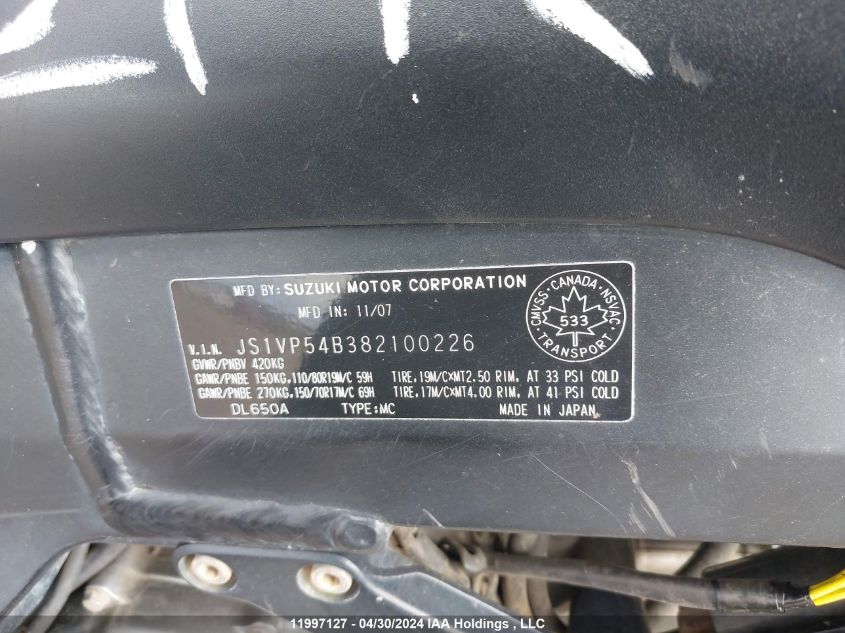 MFD BY: SUZUKI MOTOR CORPORATION
MFD IN: 11/07
V.I.N. JS1VP54B382100226
GVWR/PNBV 420KG
GAWR/PNBE 150KG,110/80R19M/C 59H TIRE,19M/CXMT2.50 RIM, AT 33 PSI COLD
GAWR/PNBE 270KG,150/70R17M/C 69H TIRE,17M/CXMT4.00 RIM, AT 41 PSI COLD
DL650A TYPE:MC MADE IN JAPAN
CMVSS · CANADA · NSVAC
533
TRANSPORT
11997127 - 04/30/2024 IAA Holdings , LLC